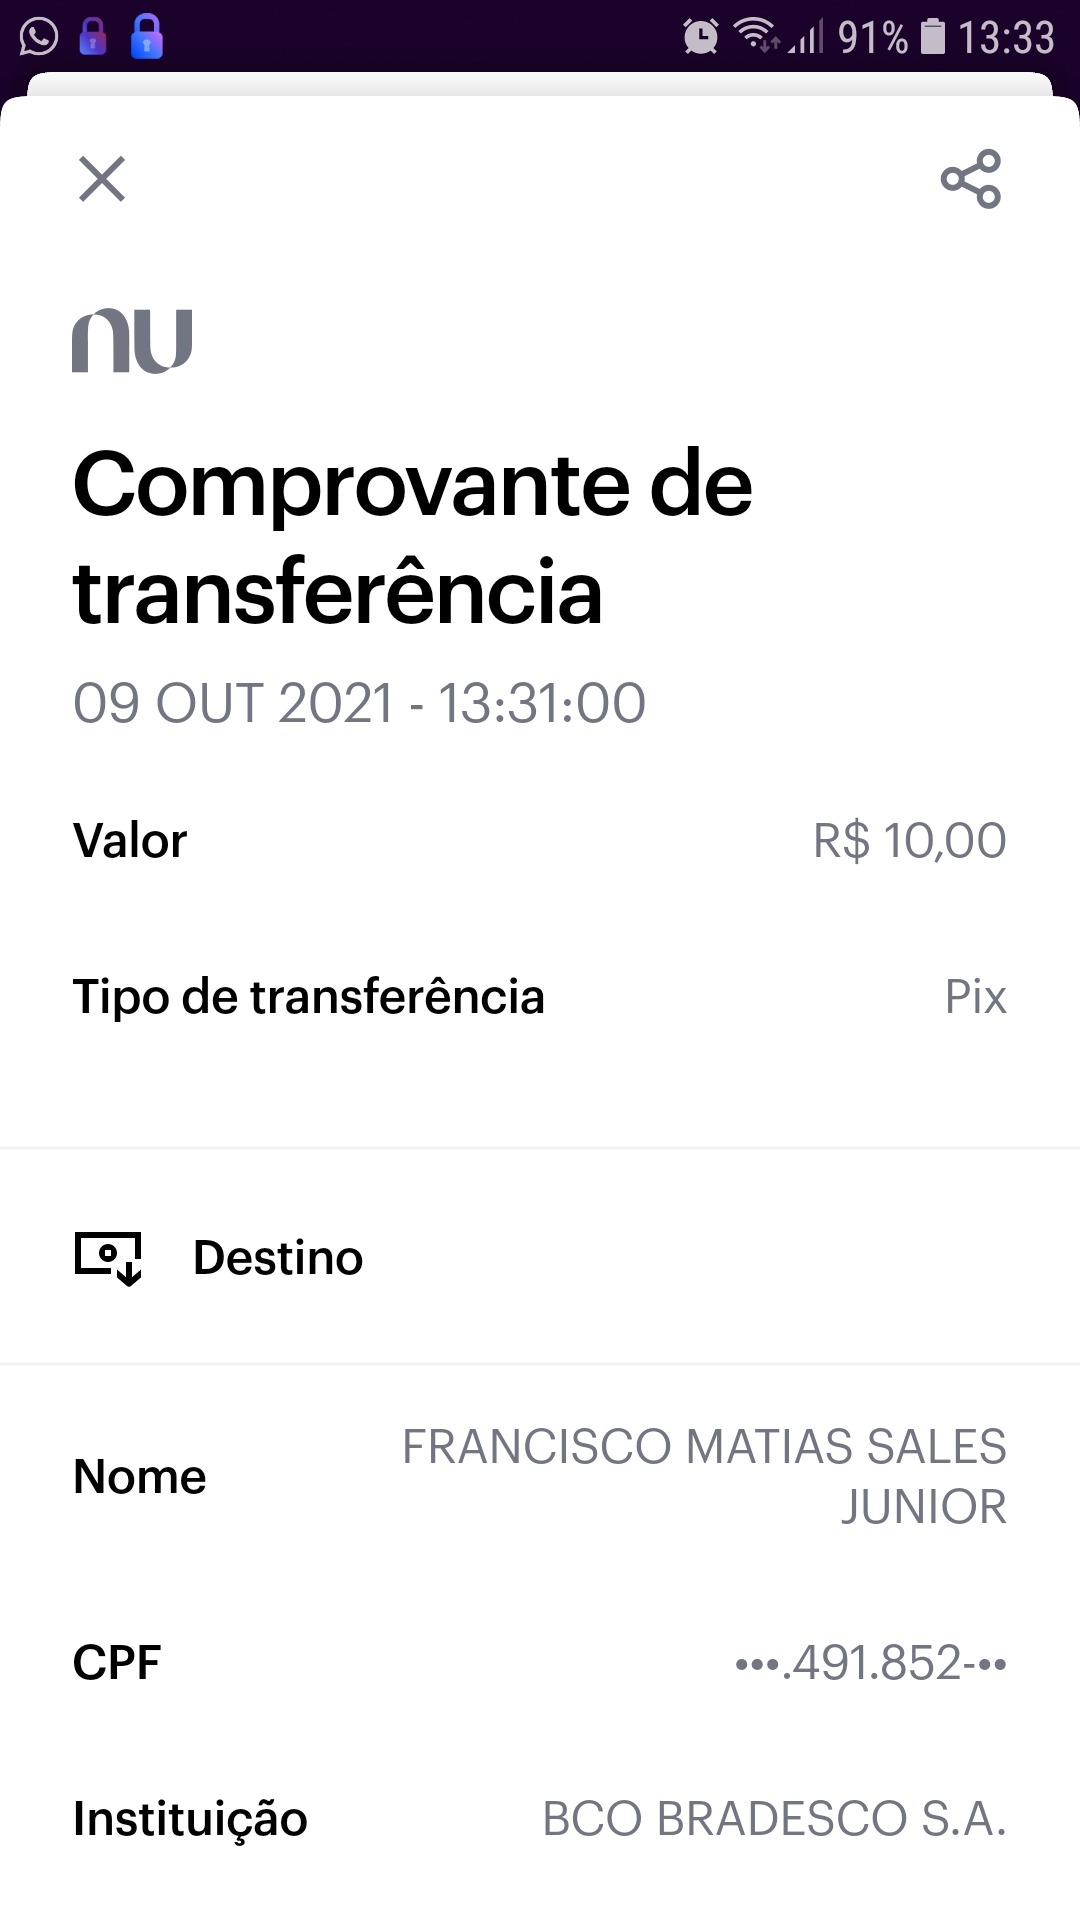 91% 13:33
nu
Comprovante de
transferência
09 OUT 2021 - 13:31:00
Valor R$ 10,00
Tipo de transferência Pix
Destino
Nome FRANCISCO MATIAS SALES
JUNIOR
CPF •••.491.852-••
Instituição BCO BRADESCO S.A.